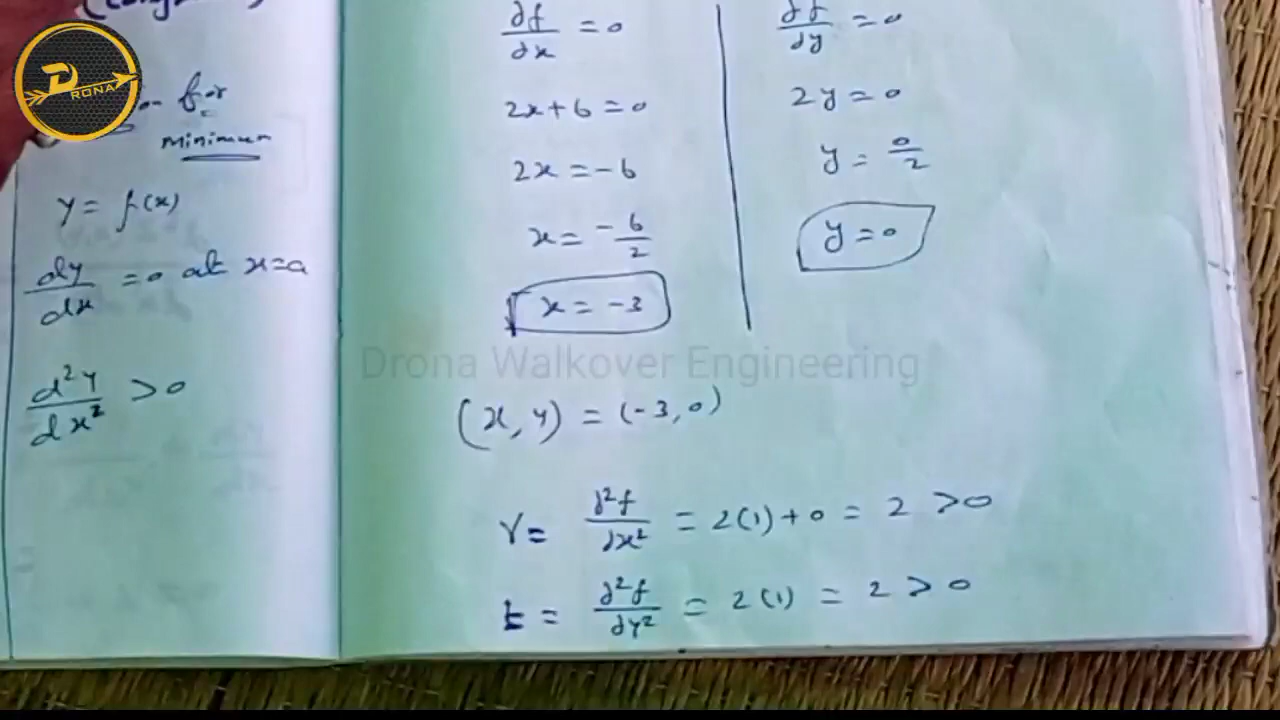 DRONA
for
minimum
y = f(x)
dy/dx = 0 at x=a
d²y/dx² > 0
∂f/∂x = 0
2x + 6 = 0
2x = -6
x = -6/2
x = -3
∂f/∂y = 0
2y = 0
y = 0/2
y = 0
Drona Walkover Engineering
(x, y) = (-3, 0)
r = ∂²f/∂x² = 2(1) + 0 = 2 > 0
t = ∂²f/∂y² = 2(1) = 2 > 0